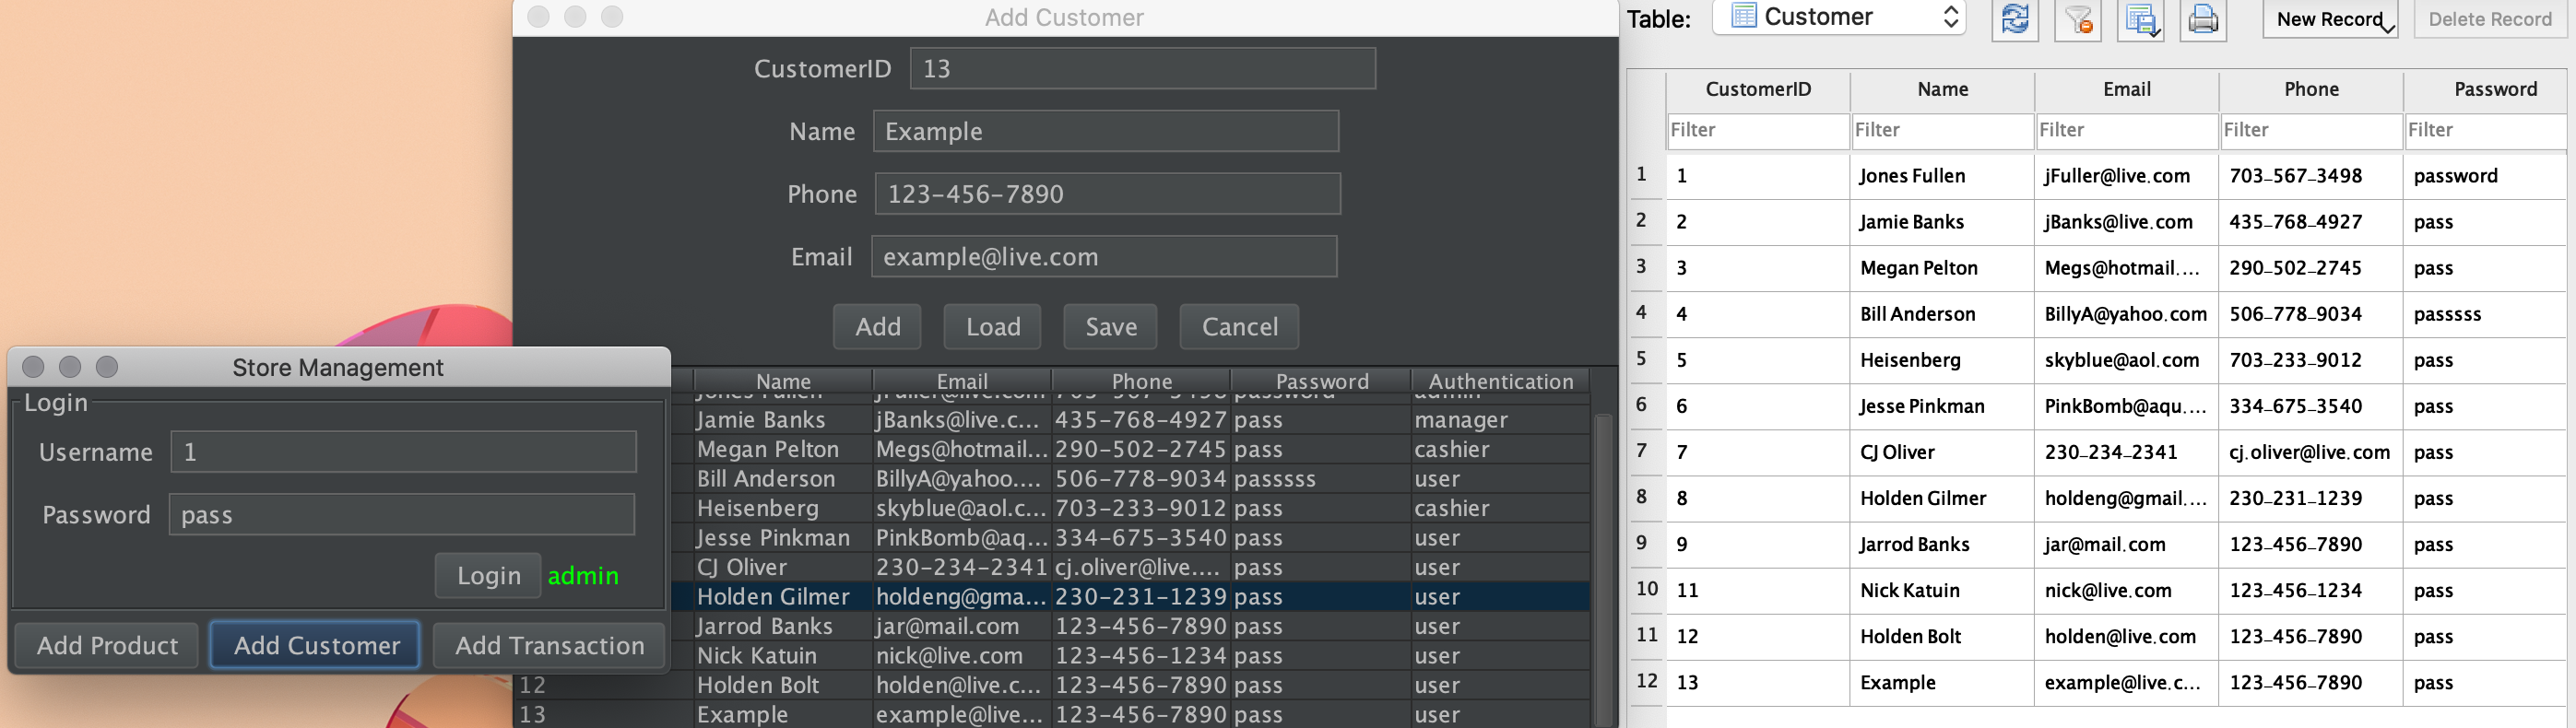 Add Customer
CustomerID 13
Name Example
Phone 123-456-7890
Email example@live.com
Add Load Save Cancel
Name Email Phone Password Authentication
Jones Fullen jFuller@live.com 703-567-3498 password admin
Jamie Banks jBanks@live.c... 435-768-4927 pass manager
Megan Pelton Megs@hotmail... 290-502-2745 pass cashier
Bill Anderson BillyA@yahoo.... 506-778-9034 passsss user
Heisenberg skyblue@aol.c... 703-233-9012 pass cashier
Jesse Pinkman PinkBomb@aq... 334-675-3540 pass user
CJ Oliver 230-234-2341 cj.oliver@live.... pass user
Holden Gilmer holdeng@gma... 230-231-1239 pass user
Jarrod Banks jar@mail.com 123-456-7890 pass user
Nick Katuin nick@live.com 123-456-1234 pass user
12 Holden Bolt holden@live.c... 123-456-7890 pass user
13 Example example@live... 123-456-7890 pass user
Store Management
Login
Username 1
Password pass
Login admin
Add Product Add Customer Add Transaction
Table: Customer New Record Delete Record
CustomerID Name Email Phone Password
Filter Filter Filter Filter Filter
1 1 Jones Fullen jFuller@live.com 703-567-3498 password
2 2 Jamie Banks jBanks@live.com 435-768-4927 pass
3 3 Megan Pelton Megs@hotmail.... 290-502-2745 pass
4 4 Bill Anderson BillyA@yahoo.com 506-778-9034 passsss
5 5 Heisenberg skyblue@aol.com 703-233-9012 pass
6 6 Jesse Pinkman PinkBomb@aqu.... 334-675-3540 pass
7 7 CJ Oliver 230-234-2341 cj.oliver@live.com pass
8 8 Holden Gilmer holdeng@gmail.... 230-231-1239 pass
9 9 Jarrod Banks jar@mail.com 123-456-7890 pass
10 11 Nick Katuin nick@live.com 123-456-1234 pass
11 12 Holden Bolt holden@live.com 123-456-7890 pass
12 13 Example example@live.c... 123-456-7890 pass